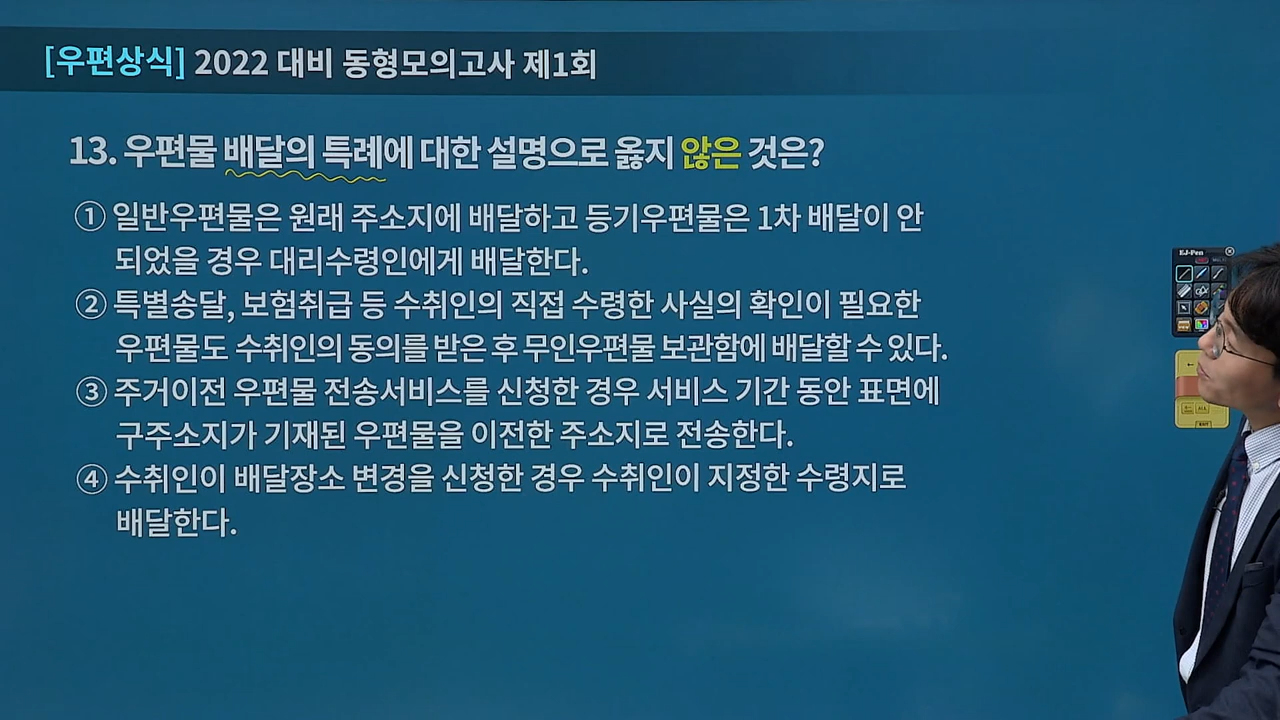 [우편상식] 2022 대비 동형모의고사 제1회
13. 우편물 배달의 특례에 대한 설명으로 옳지 않은 것은?
① 일반우편물은 원래 주소지에 배달하고 등기우편물은 1차 배달이 안
되었을 경우 대리수령인에게 배달한다.
② 특별송달, 보험취급 등 수취인의 직접 수령한 사실의 확인이 필요한
우편물도 수취인의 동의를 받은 후 무인우편물 보관함에 배달할 수 있다.
③ 주거이전 우편물 전송서비스를 신청한 경우 서비스 기간 동안 표면에
구주소지가 기재된 우편물을 이전한 주소지로 전송한다.
④ 수취인이 배달장소 변경을 신청한 경우 수취인이 지정한 수령지로
배달한다.
EJ-Pen